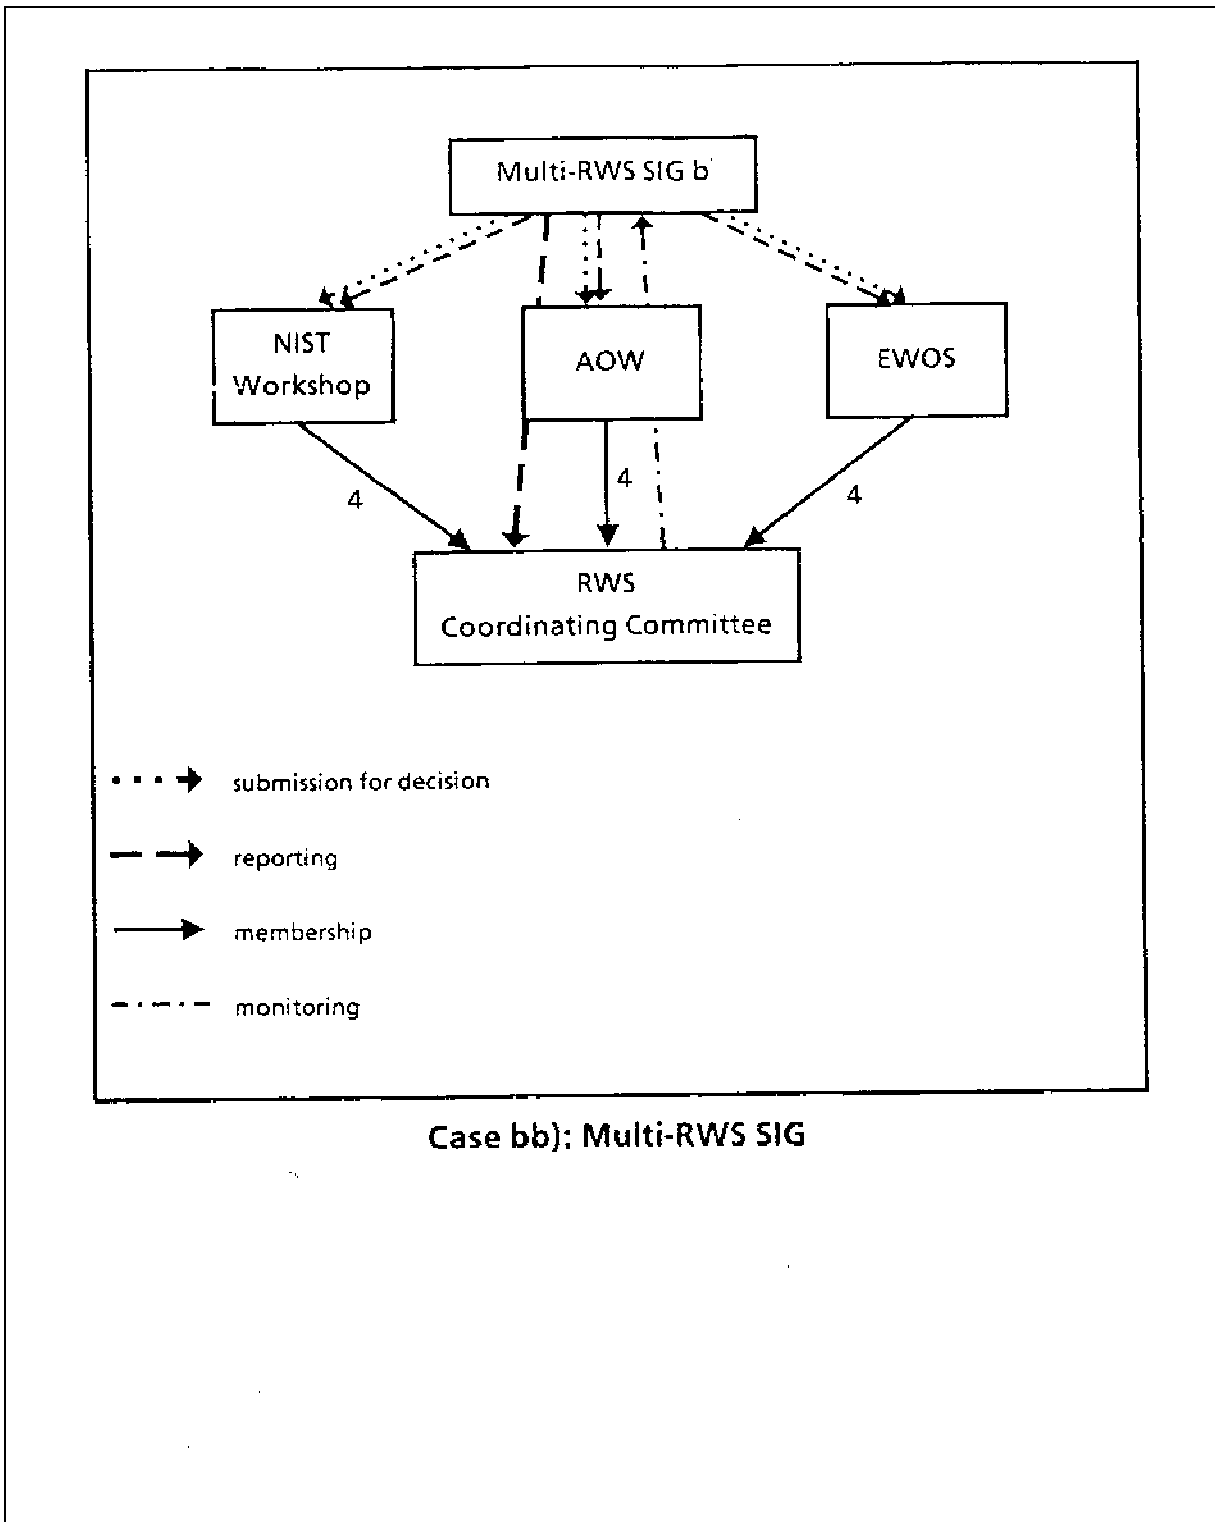 Multi-RWS SIG b
NIST
Workshop
AOW
EWOS
4
4
4
RWS
Coordinating Committee
submission for decision
reporting
membership
monitoring
Case bb): Multi-RWS SIG